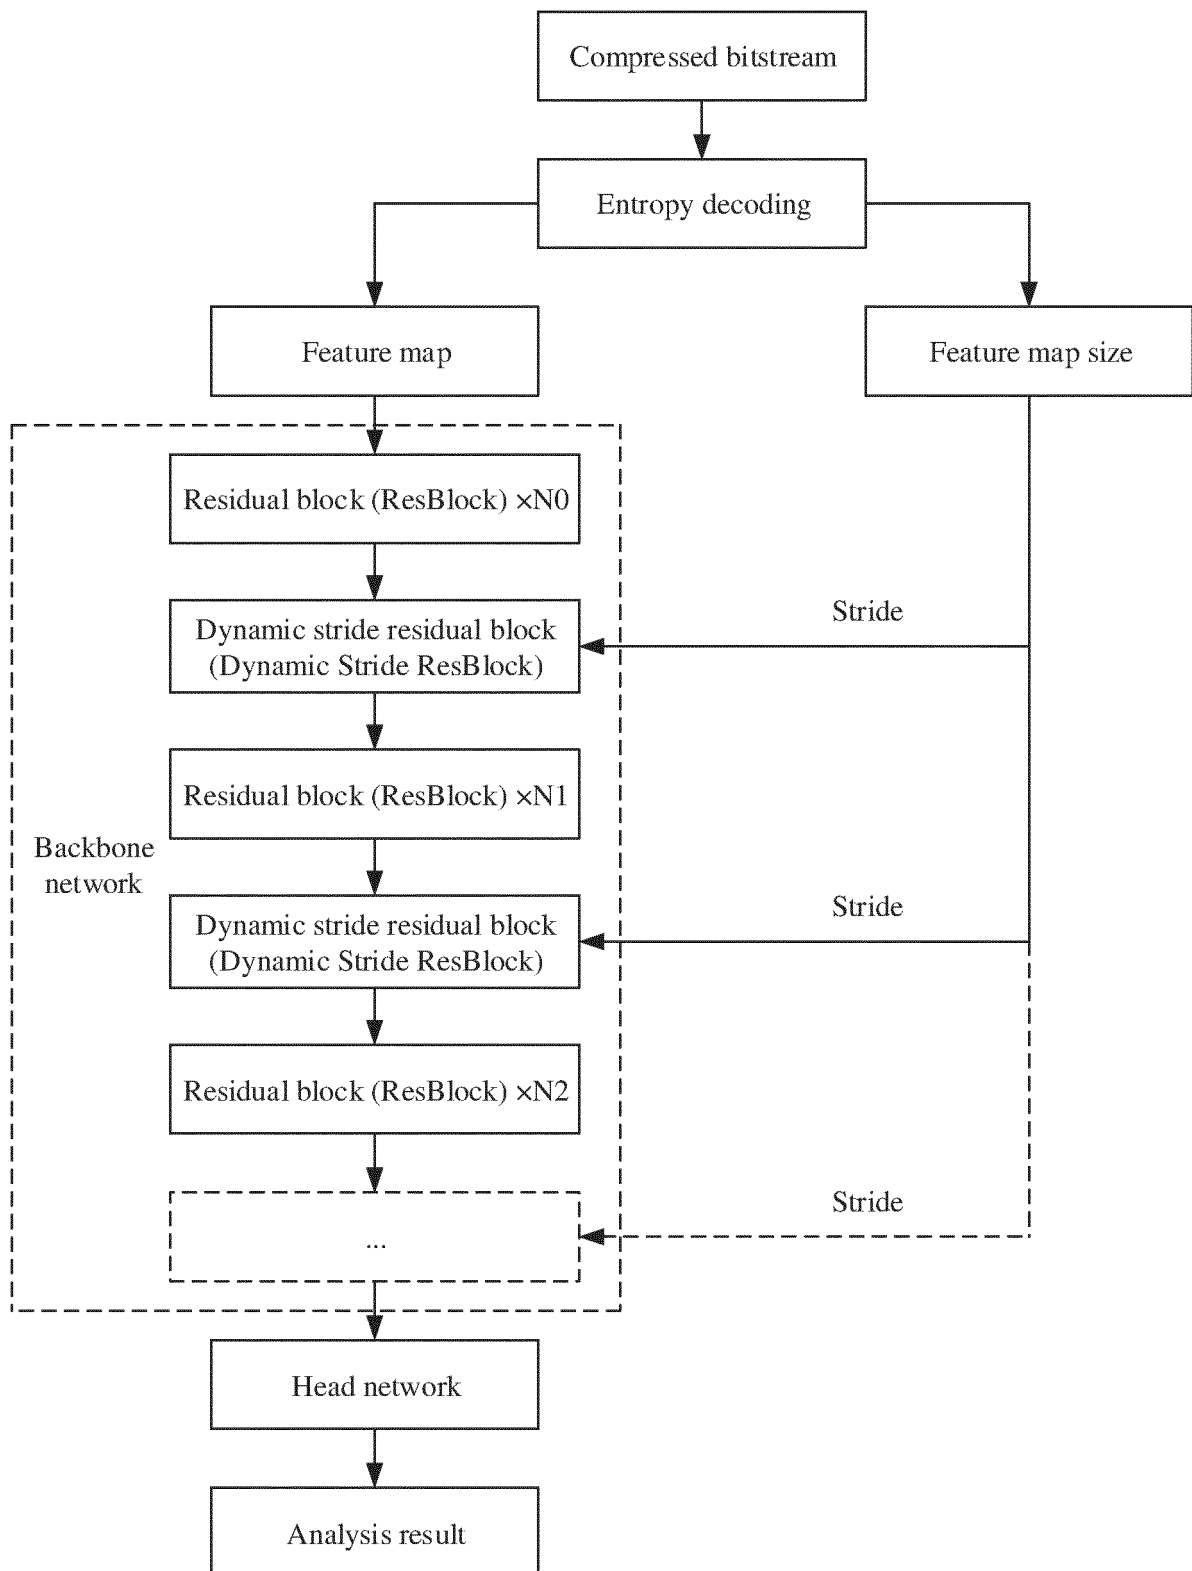 Compressed bitstream
Entropy decoding
Feature map
Feature map size
Residual block (ResBlock) ×N0
Dynamic stride residual block
(Dynamic Stride ResBlock)
Stride
Residual block (ResBlock) ×N1
Backbone
network
Dynamic stride residual block
(Dynamic Stride ResBlock)
Stride
Residual block (ResBlock) ×N2
...
Stride
Head network
Analysis result